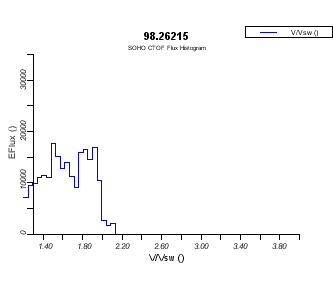 V/Vsw ()
98.26215
SOHO CTOF Flux Histogram
30000
20000
10000
0
EFlux ()
1.40 1.80 2.20 2.60 3.00 3.40 3.80
V/Vsw ()